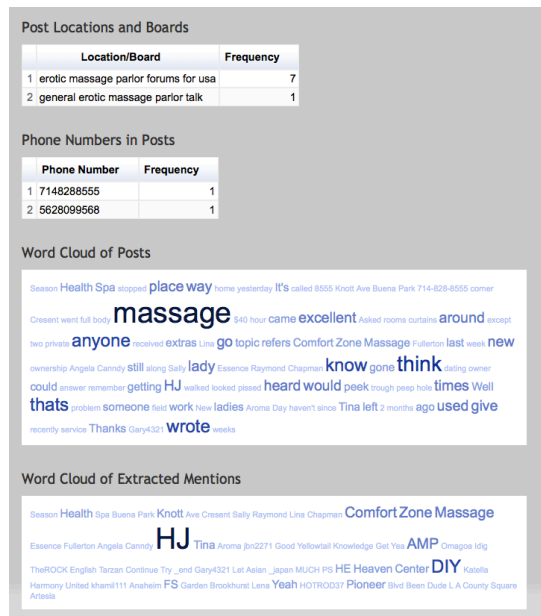 Post Locations and Boards
Location/Board Frequency
1 erotic massage parlor forums for usa 7
2 general erotic massage parlor talk 1
Phone Numbers in Posts
Phone Number Frequency
1 7148288555 1
2 5628099568 1
Word Cloud of Posts
Season Health Spa stopped place way home yesterday It's called 8555 Knott Ave Buena Park 714-828-8555 corner
Cresent went full body massage $40 hour came excellent Asked rooms curtains around except
two private anyone received extras Lina go topic refers Comfort Zone Massage Fullerton last week new
ownership Angela Canndy still along Sally lady Essence Raymond Chapman know gone think dating owner
could answer remember getting HJ walked looked pissed heard would peek trough peep hole times Well
thats problem someone field work New ladies Aroma Day haven't since Tina left 2 months ago used give
recently service Thanks Gary4321 wrote weeks
Word Cloud of Extracted Mentions
Season Health Spa Buena Park Knott Ave Cresent Sally Raymond Lina Chapman Comfort Zone Massage
Essence Fullerton Angela Canndy HJ Tina Aroma jbn2271 Good Yellowtail Knowledge Get Yea AMP Omagoa Idig
TheROCK English Tarzan Continue Try _end Gary4321 Let Asian _japan MUCH PS HE Heaven Center DIY Katella
Harmony United khamil111 Anaheim FS Garden Brookhurst Lena Yeah HOTROD37 Pioneer Blvd Been Dude L A County Square
Artesia